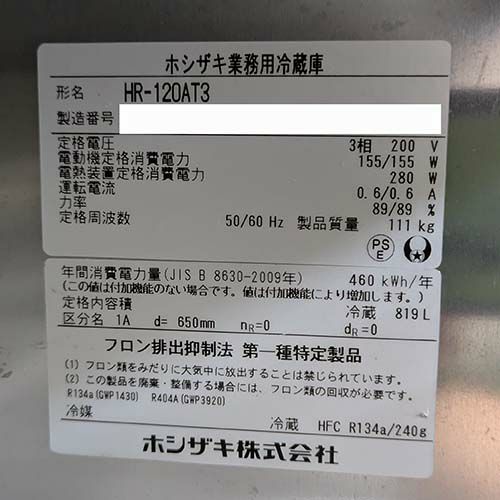 ホシザキ業務用冷蔵庫
形名 HR-120AT3
製造番号
定格電圧 3相 200 V
電動機定格消費電力 155/155 W
電熱装置定格消費電力 280 W
運転電流 0.6/0.6 A
力率 89/89 %
定格周波数 50/60 Hz 製品質量 111 kg
PS
E
年間消費電力量(JIS B 8630-2009年) 460 kWh/年
(この値は付加機能のない場合です。値は付加機能により増加します。)
定格内容積 冷蔵 819 L
区分名 1A d= 650mm nR=0 dR=0
フロン排出抑制法 第一種特定製品
(1) フロン類をみだりに大気中に放出することは禁じられています。
(2) この製品を廃棄・整備する場合には、フロン類の回収が必要です。
R134a(GWP1430) R404A(GWP3920)
冷媒 冷蔵 HFC R134a/240g
ホシザキ株式会社